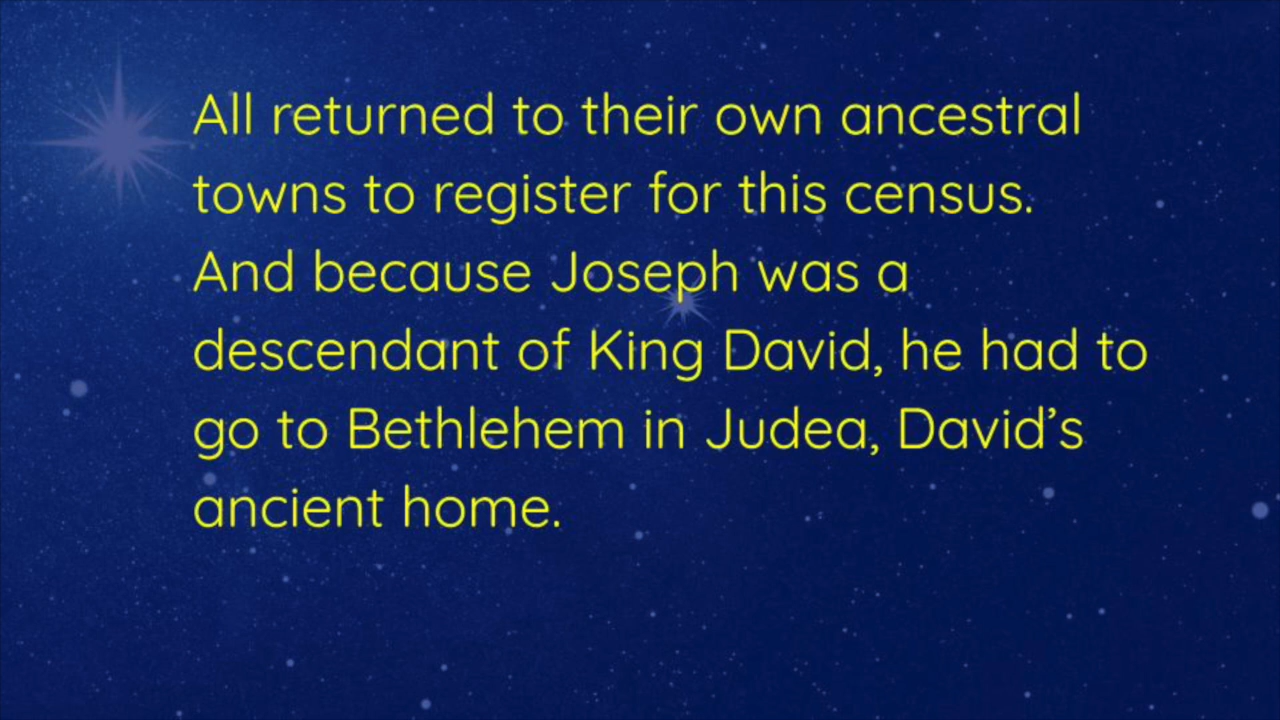 All returned to their own ancestral
towns to register for this census.
And because Joseph was a
descendant of King David, he had to
go to Bethlehem in Judea, David’s
ancient home.